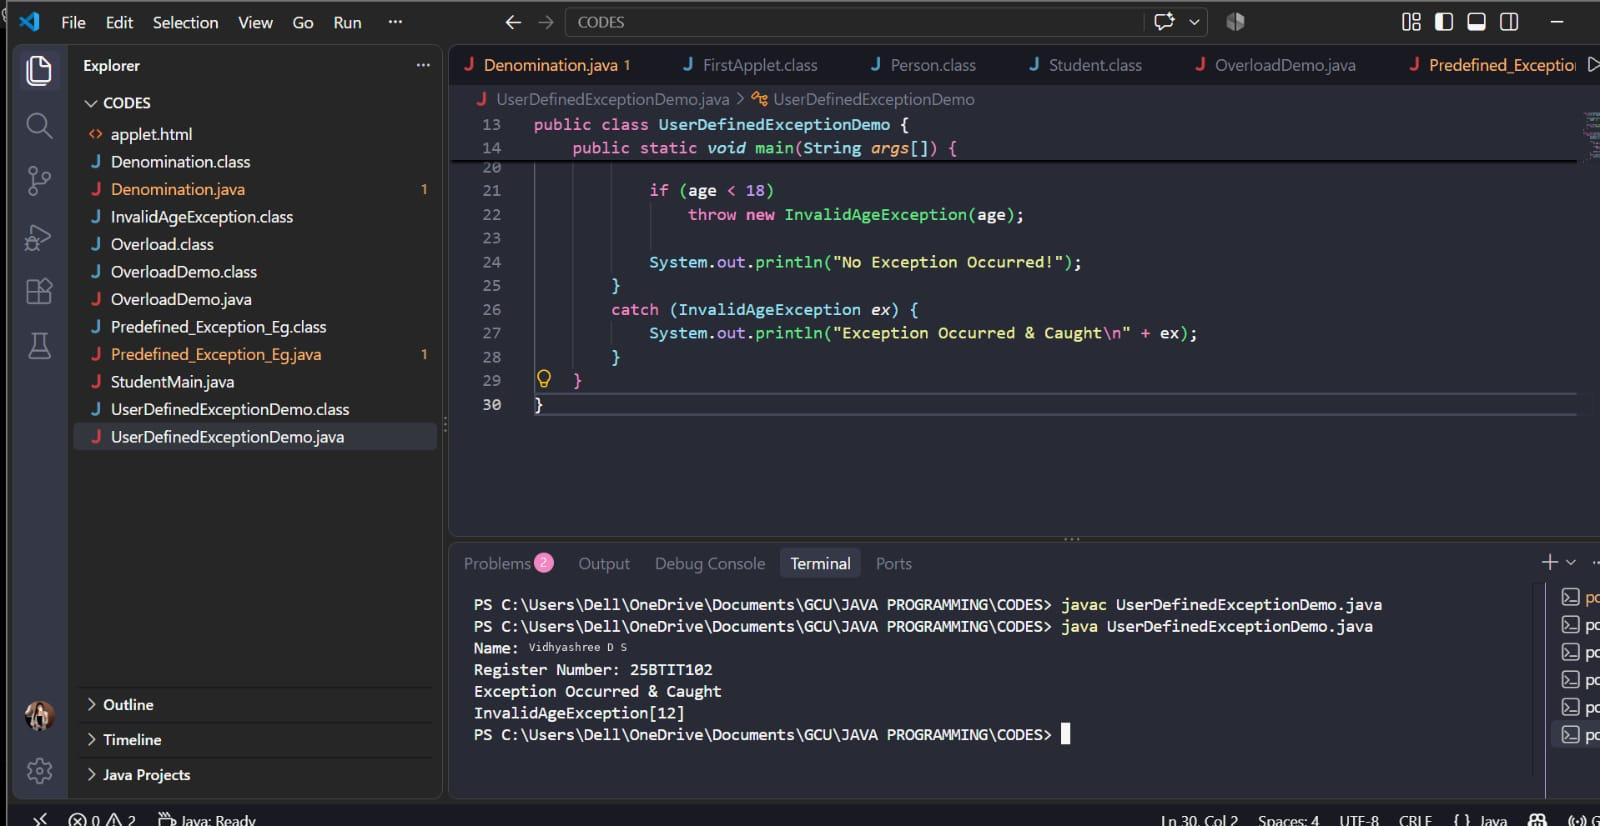 File Edit Selection View Go Run ··· CODES
Explorer ···
CODES
applet.html
Denomination.class
Denomination.java 1
InvalidAgeException.class
Overload.class
OverloadDemo.class
OverloadDemo.java
Predefined_Exception_Eg.class
Predefined_Exception_Eg.java 1
StudentMain.java
UserDefinedExceptionDemo.class
UserDefinedExceptionDemo.java
Outline
Timeline
Java Projects
Denomination.java 1 FirstApplet.class Person.class Student.class OverloadDemo.java Predefined_Exceptio
UserDefinedExceptionDemo.java > UserDefinedExceptionDemo
13 public class UserDefinedExceptionDemo {
14 public static void main(String args[]) {
20
21 if (age < 18)
22 throw new InvalidAgeException(age);
23
24 System.out.println("No Exception Occurred!");
25 }
26 catch (InvalidAgeException ex) {
27 System.out.println("Exception Occurred & Caught\n" + ex);
28 }
29 }
30 }
Problems 2 Output Debug Console Terminal Ports
PS C:\Users\Dell\OneDrive\Documents\GCU\JAVA PROGRAMMING\CODES> javac UserDefinedExceptionDemo.java
PS C:\Users\Dell\OneDrive\Documents\GCU\JAVA PROGRAMMING\CODES> java UserDefinedExceptionDemo.java
Name: Vidhyashree D S
Register Number: 25BTIT102
Exception Occurred & Caught
InvalidAgeException[12]
PS C:\Users\Dell\OneDrive\Documents\GCU\JAVA PROGRAMMING\CODES>
po
po
po
po
po
po
0 2 Java: Ready Ln 30, Col 2 Spaces: 4 UTF-8 CRLF {} Java G